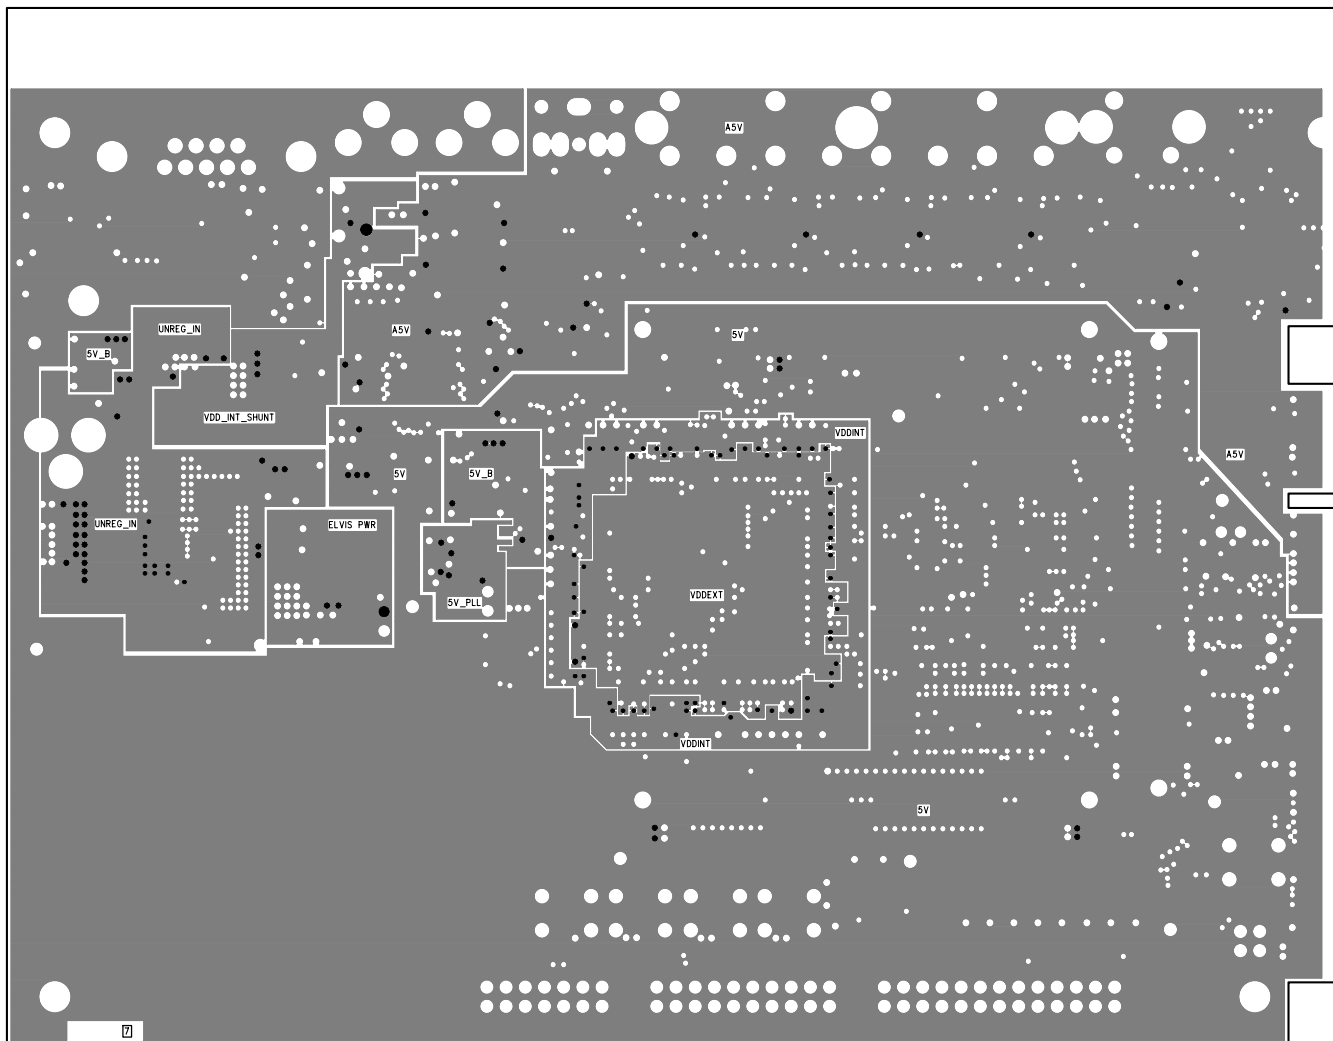 A5V
UNREG_IN
A5V
5V
5V_B
VDD_INT_SHUNT
VDDINT
5V
5V_B
A5V
UNREG_IN
ELVIS PWR
VDDEXT
5V_PLL
VDDINT
5V
7